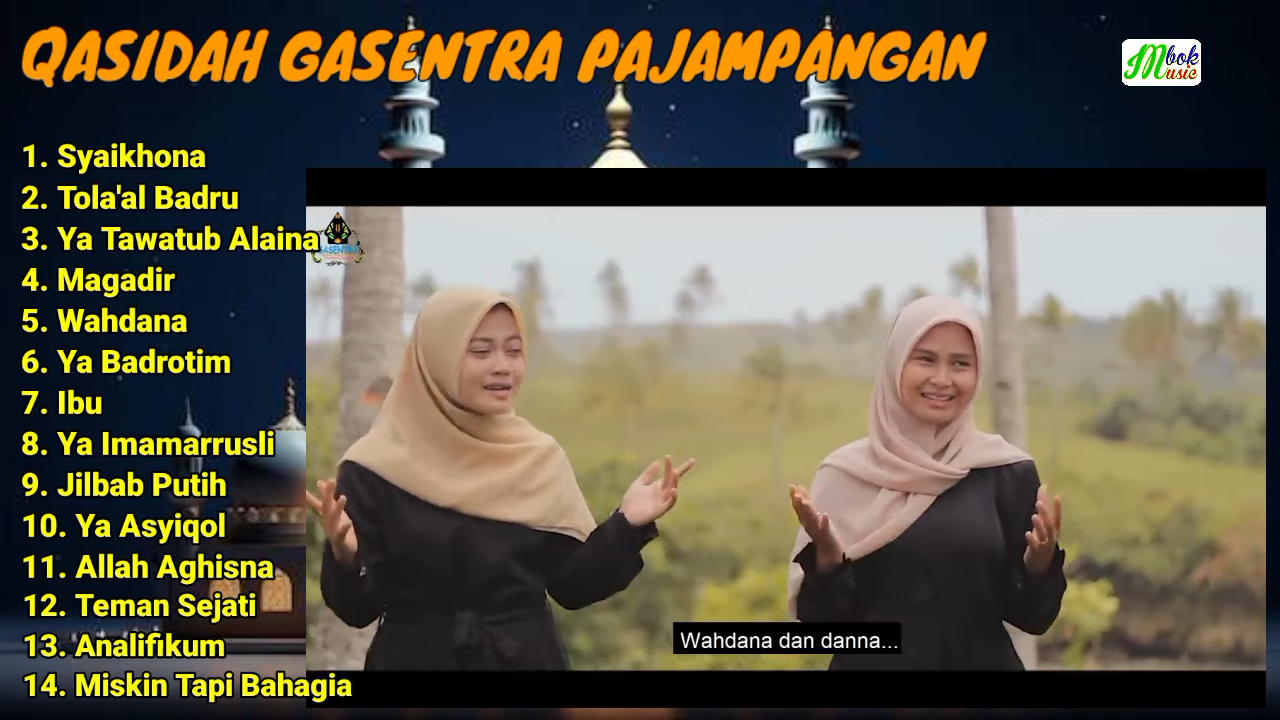 QASIDAH GASENTRA PAJAMPANGAN
Mbok
Music
1. Syaikhona
2. Tola'al Badru
3. Ya Tawatub Alaina
4. Magadir
5. Wahdana
6. Ya Badrotim
7. Ibu
8. Ya Imamarrusli
9. Jilbab Putih
10. Ya Asyiqol
11. Allah Aghisna
12. Teman Sejati
13. Analifikum
14. Miskin Tapi Bahagia
GASENTRA
Wahdana dan danna...